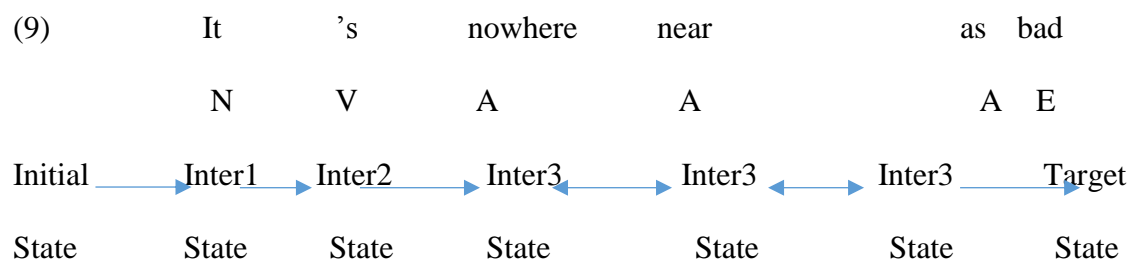 (9) It ’s nowhere near as bad
N V A A A E
Initial Inter1 Inter2 Inter3 Inter3 Inter3 Target
State State State State State State State